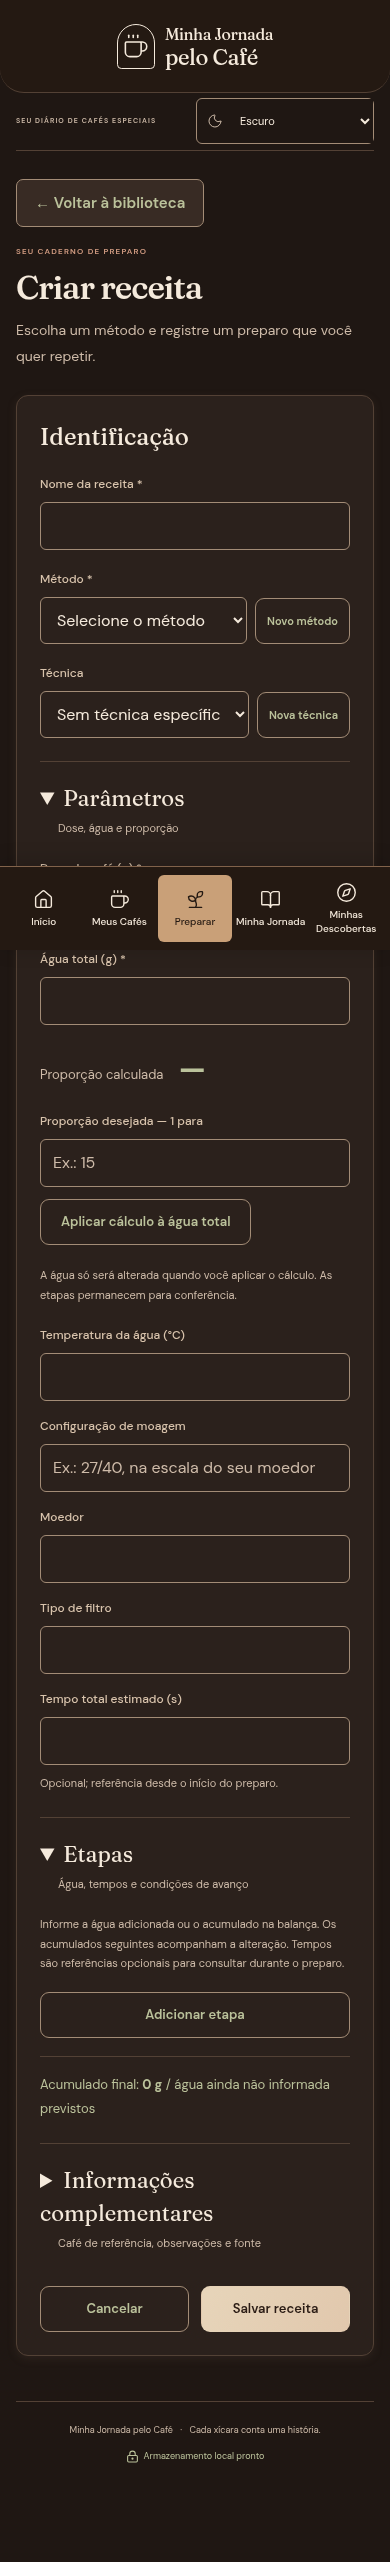 Minha Jornada
pelo Café
SEU DIÁRIO DE CAFÉS ESPECIAIS
Escuro
← Voltar à biblioteca
SEU CADERNO DE PREPARO
Criar receita
Escolha um método e registre um preparo que você
quer repetir.
Identificação
Nome da receita *
Método *
Selecione o método
Novo método
Técnica
Sem técnica específic
Nova técnica
▼ Parâmetros
Dose, água e proporção
Início
Meus Cafés
Preparar
Minha Jornada
Minhas
Descobertas
Água total (g) *
Proporção calculada —
Proporção desejada — 1 para
Ex.: 15
Aplicar cálculo à água total
A água só será alterada quando você aplicar o cálculo. As
etapas permanecem para conferência.
Temperatura da água (°C)
Configuração de moagem
Ex.: 27/40, na escala do seu moedor
Moedor
Tipo de filtro
Tempo total estimado (s)
Opcional; referência desde o início do preparo.
▼ Etapas
Água, tempos e condições de avanço
Informe a água adicionada ou o acumulado na balança. Os
acumulados seguintes acompanham a alteração. Tempos
são referências opcionais para consultar durante o preparo.
Adicionar etapa
Acumulado final: 0 g / água ainda não informada
previstos
▶ Informações
complementares
Café de referência, observações e fonte
Cancelar
Salvar receita
Minha Jornada pelo Café · Cada xícara conta uma história.
Armazenamento local pronto